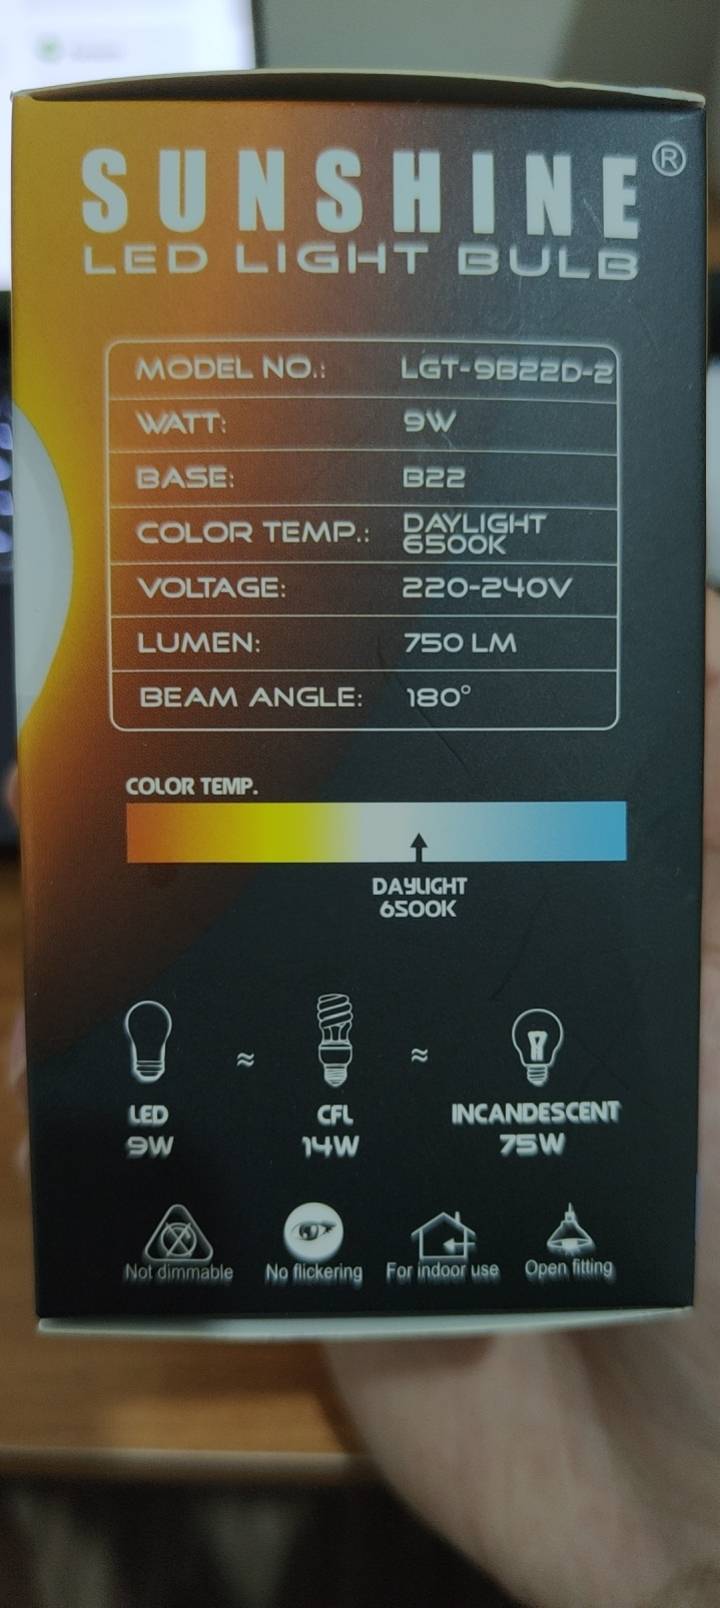 SUNSHINE®
LED LIGHT BULB
MODEL NO.: LGT-9B22D-2
WATT: 9W
BASE: B22
COLOR TEMP.: DAYLIGHT
6500K
VOLTAGE: 220-240V
LUMEN: 750 LM
BEAM ANGLE: 180°
COLOR TEMP.
DAYLIGHT
6500K
≈ ≈
LED CFL INCANDESCENT
9W 14W 75W
Not dimmable No flickering For indoor use Open fitting